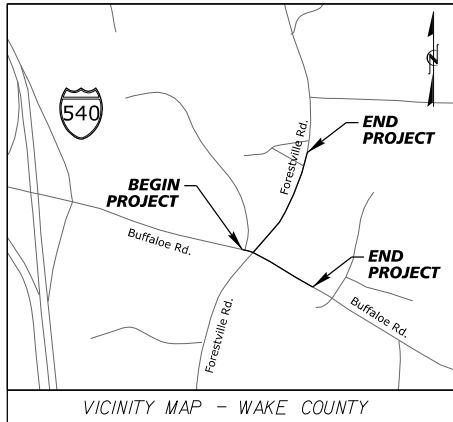 540
N
END
PROJECT
Forestville Rd.
BEGIN
PROJECT
Buffaloe Rd.
END
PROJECT
Forestville Rd.
Buffaloe Rd.
VICINITY MAP - WAKE COUNTY